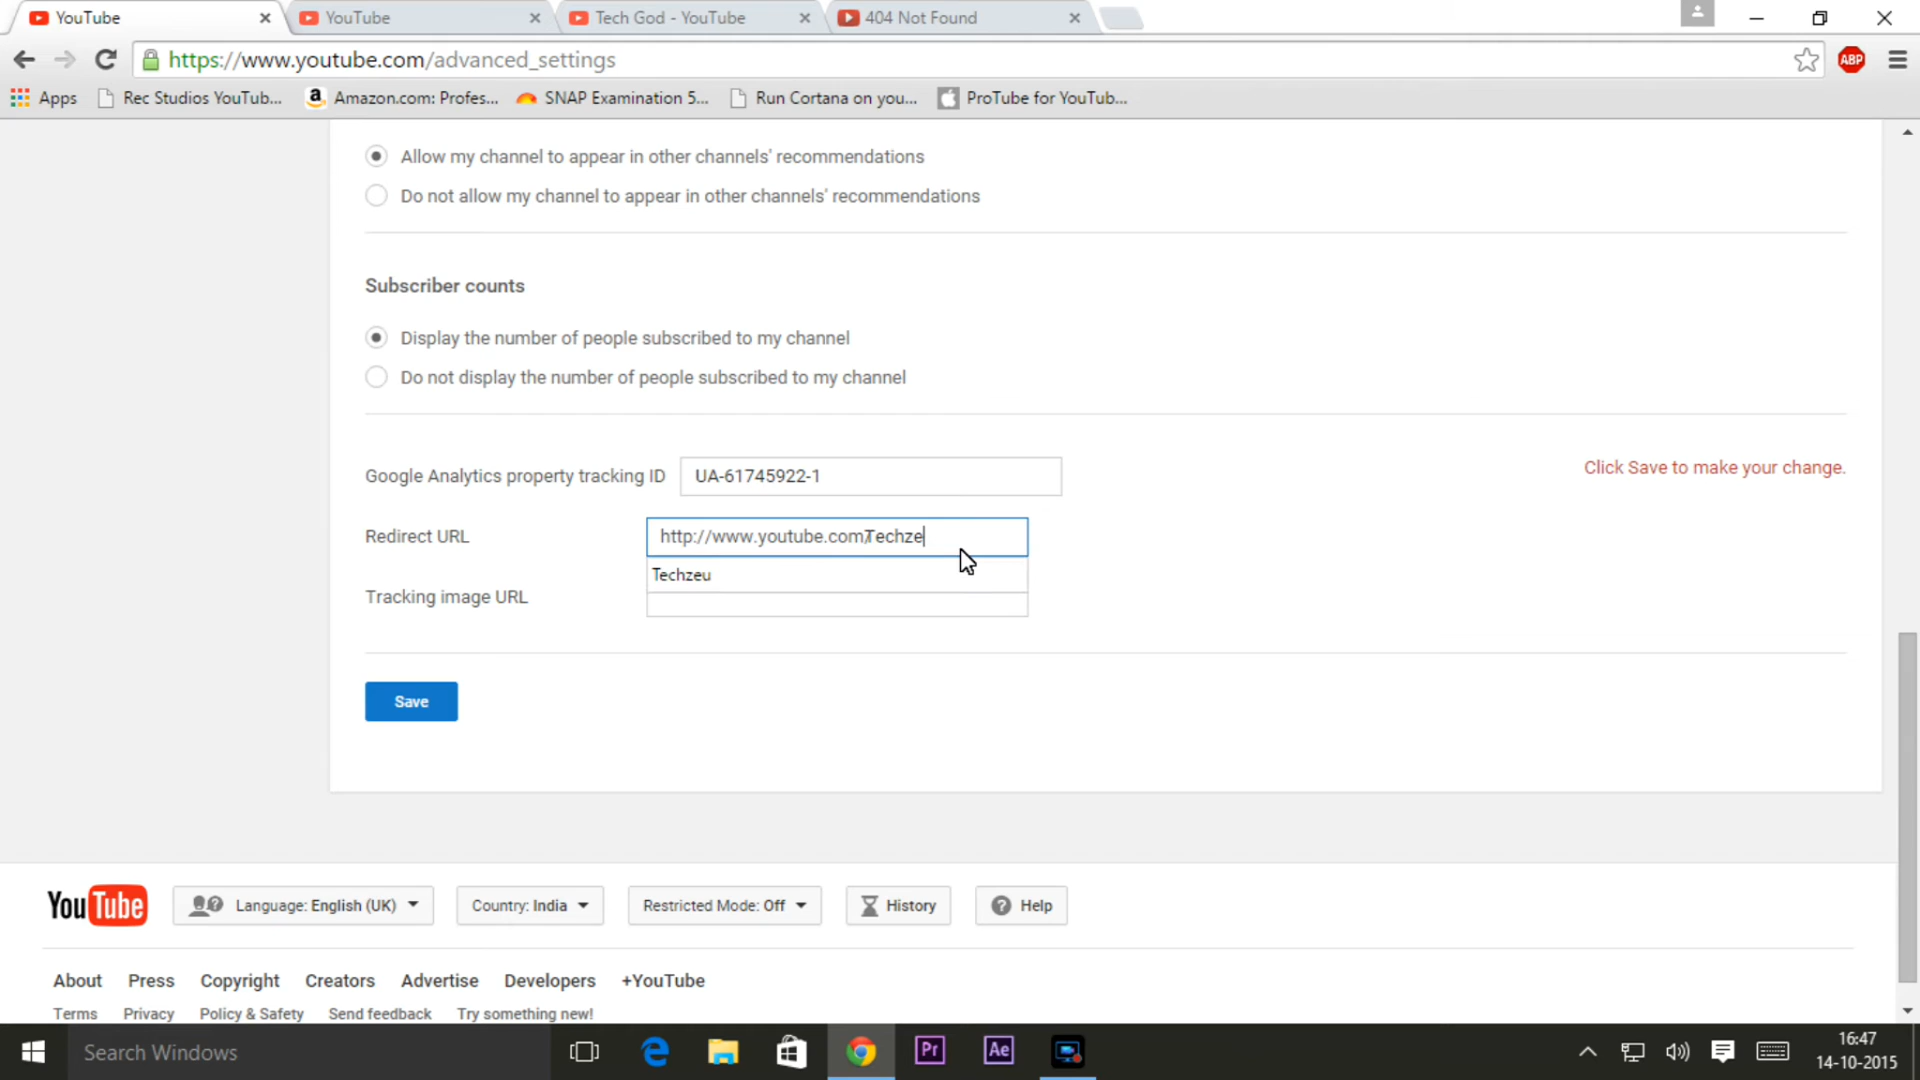 YouTube
YouTube
Tech God - YouTube
404 Not Found
https://www.youtube.com/advanced_settings
ABP
Apps
Rec Studios YouTub...
Amazon.com: Profes...
SNAP Examination 5...
Run Cortana on you...
ProTube for YouTub...
Allow my channel to appear in other channels' recommendations
Do not allow my channel to appear in other channels' recommendations
Subscriber counts
Display the number of people subscribed to my channel
Do not display the number of people subscribed to my channel
Google Analytics property tracking ID
UA-61745922-1
Click Save to make your change.
Redirect URL
http://www.youtube.com/Techze
Techzeu
Tracking image URL
Save
YouTube
Language: English (UK)
Country: India
Restricted Mode: Off
History
Help
About Press Copyright Creators Advertise Developers +YouTube
Terms Privacy Policy & Safety Send feedback Try something new!
Search Windows
Pr
Ae
16:47
14-10-2015